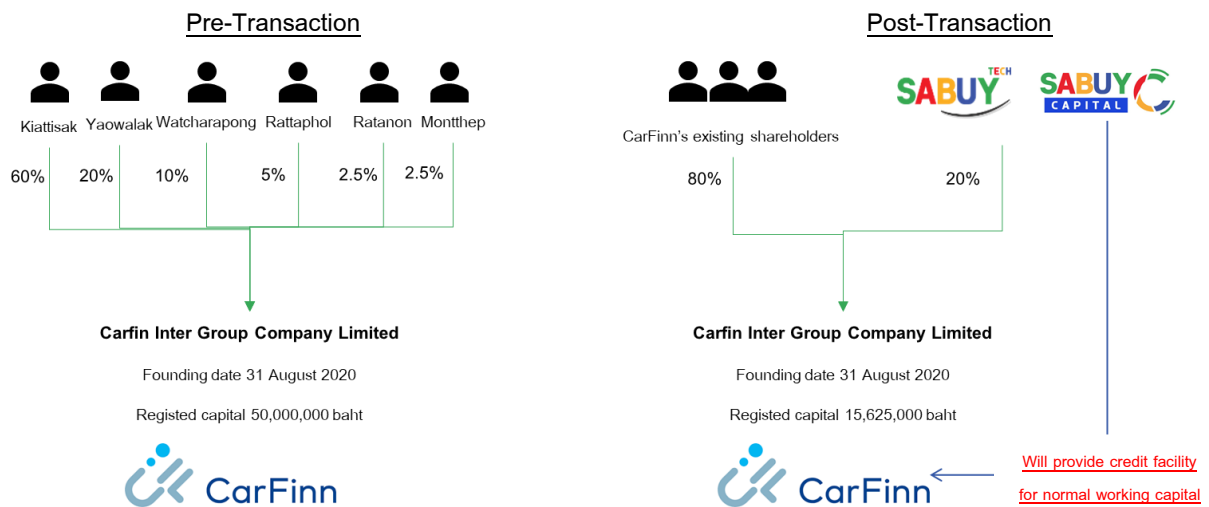 Pre-Transaction
Kiattisak Yaowalak Watcharapong Rattaphol Ratanon Montthep
60% 20% 10% 5% 2.5% 2.5%
Carfin Inter Group Company Limited
Founding date 31 August 2020
Registed capital 50,000,000 baht
CarFinn
Post-Transaction
SABUY TECH
SABUY CAPITAL
CarFinn's existing shareholders
80% 20%
Carfin Inter Group Company Limited
Founding date 31 August 2020
Registed capital 15,625,000 baht
CarFinn
Will provide credit facility
for normal working capital